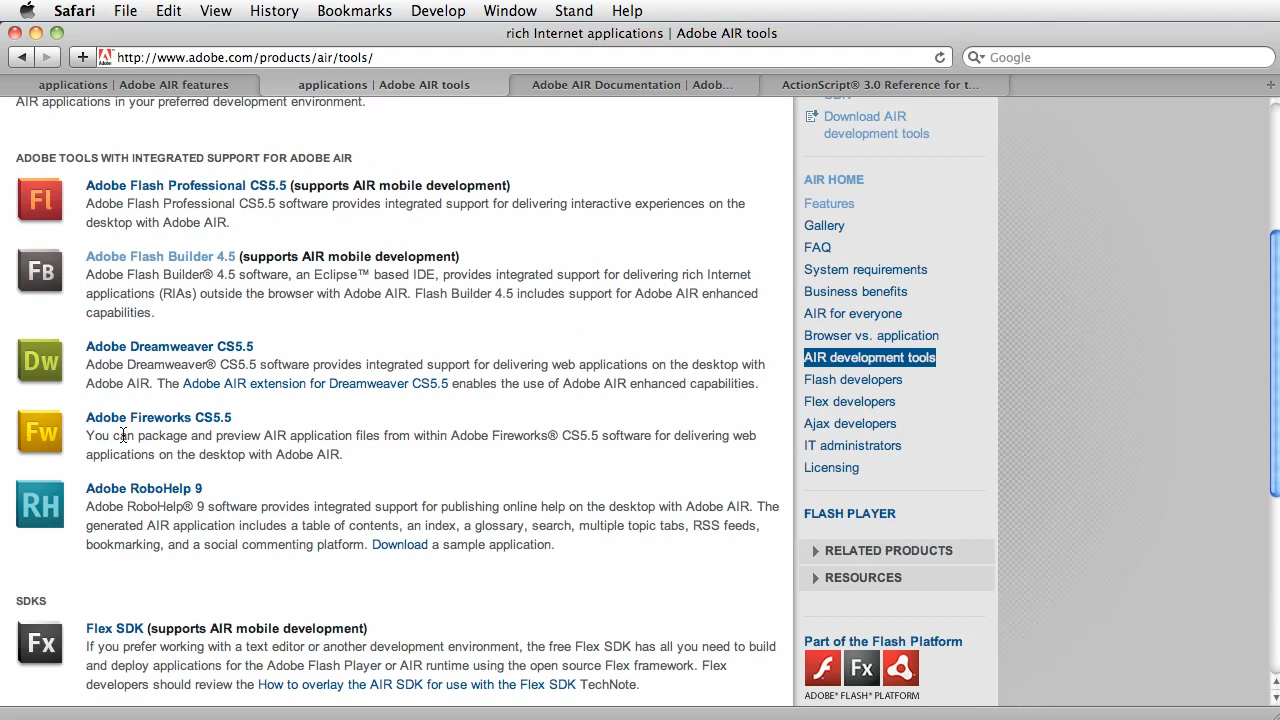 Safari File Edit View History Bookmarks Develop Window Stand Help
rich Internet applications | Adobe AIR tools
http://www.adobe.com/products/air/tools/
Google
applications | Adobe AIR features
applications | Adobe AIR tools
Adobe AIR Documentation | Adob...
ActionScript® 3.0 Reference for t...
AIR applications in your preferred development environment.
ADOBE TOOLS WITH INTEGRATED SUPPORT FOR ADOBE AIR
Fl
Adobe Flash Professional CS5.5 (supports AIR mobile development)
Adobe Flash Professional CS5.5 software provides integrated support for delivering interactive experiences on the
desktop with Adobe AIR.
FB
Adobe Flash Builder 4.5 (supports AIR mobile development)
Adobe Flash Builder® 4.5 software, an Eclipse™ based IDE, provides integrated support for delivering rich Internet
applications (RIAs) outside the browser with Adobe AIR. Flash Builder 4.5 includes support for Adobe AIR enhanced
capabilities.
Dw
Adobe Dreamweaver CS5.5
Adobe Dreamweaver® CS5.5 software provides integrated support for delivering web applications on the desktop with
Adobe AIR. The Adobe AIR extension for Dreamweaver CS5.5 enables the use of Adobe AIR enhanced capabilities.
Fw
Adobe Fireworks CS5.5
You can package and preview AIR application files from within Adobe Fireworks® CS5.5 software for delivering web
applications on the desktop with Adobe AIR.
RH
Adobe RoboHelp 9
Adobe RoboHelp® 9 software provides integrated support for publishing online help on the desktop with Adobe AIR. The
generated AIR application includes a table of contents, an index, a glossary, search, multiple topic tabs, RSS feeds,
bookmarking, and a social commenting platform. Download a sample application.
SDKS
Fx
Flex SDK (supports AIR mobile development)
If you prefer working with a text editor or another development environment, the free Flex SDK has all you need to build
and deploy applications for the Adobe Flash Player or AIR runtime using the open source Flex framework. Flex
developers should review the How to overlay the AIR SDK for use with the Flex SDK TechNote.
Download AIR
development tools
AIR HOME
Features
Gallery
FAQ
System requirements
Business benefits
AIR for everyone
Browser vs. application
AIR development tools
Flash developers
Flex developers
Ajax developers
IT administrators
Licensing
FLASH PLAYER
RELATED PRODUCTS
RESOURCES
Part of the Flash Platform
Fx
ADOBE® FLASH® PLATFORM